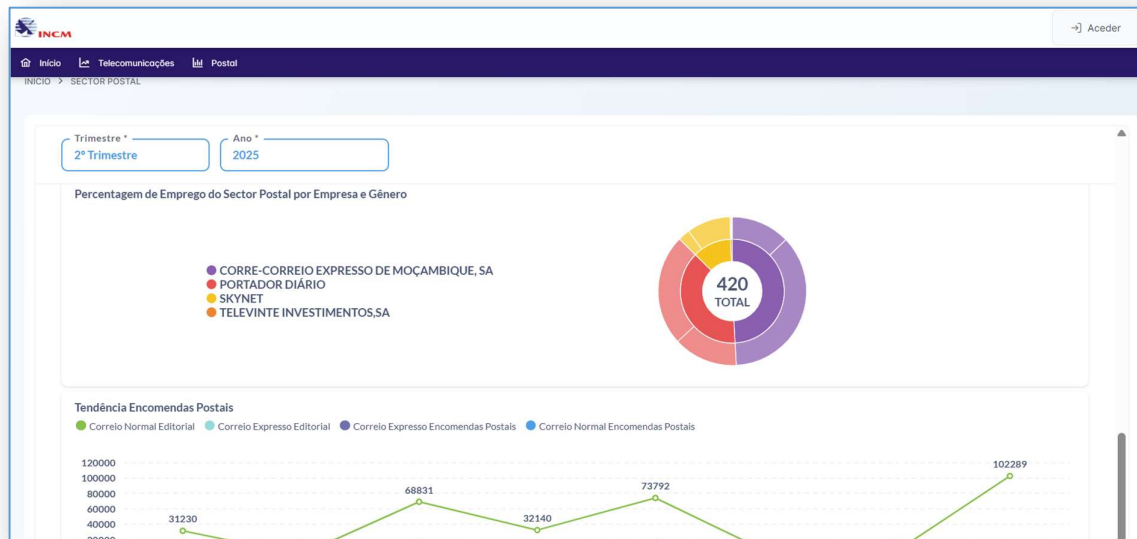 INCM
Aceder
Início Telecomunicações Postal
INÍCIO > SECTOR POSTAL
Trimestre *
2º Trimestre
Ano *
2025
Percentagem de Emprego do Sector Postal por Empresa e Gênero
CORRE-CORREIO EXPRESSO DE MOÇAMBIQUE, SA
PORTADOR DIÁRIO
SKYNET
TELEVINTE INVESTIMENTOS,SA
420
TOTAL
Tendência Encomendas Postais
Correio Normal Editorial Correio Expresso Editorial Correio Expresso Encomendas Postais Correio Normal Encomendas Postais
120000
100000
80000
60000
40000
31230
68831
32140
73792
102289